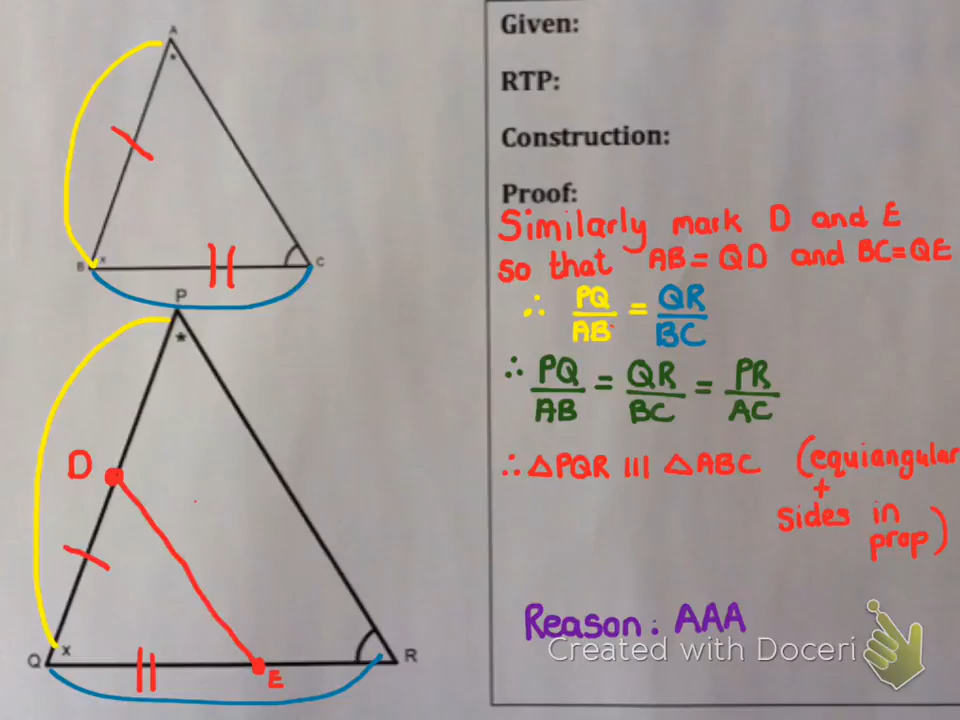 A
B
x
C
P
*
D
Q
x
E
R
Given:
RTP:
Construction:
Proof:
Similarly mark D and E
so that AB = QD and BC = QE
∴ PQ/AB = QR/BC
∴ PQ/AB = QR/BC = PR/AC
∴ △PQR ||| △ABC (equiangular
+
sides in
prop)
Reason: AAA
Created with Doceri